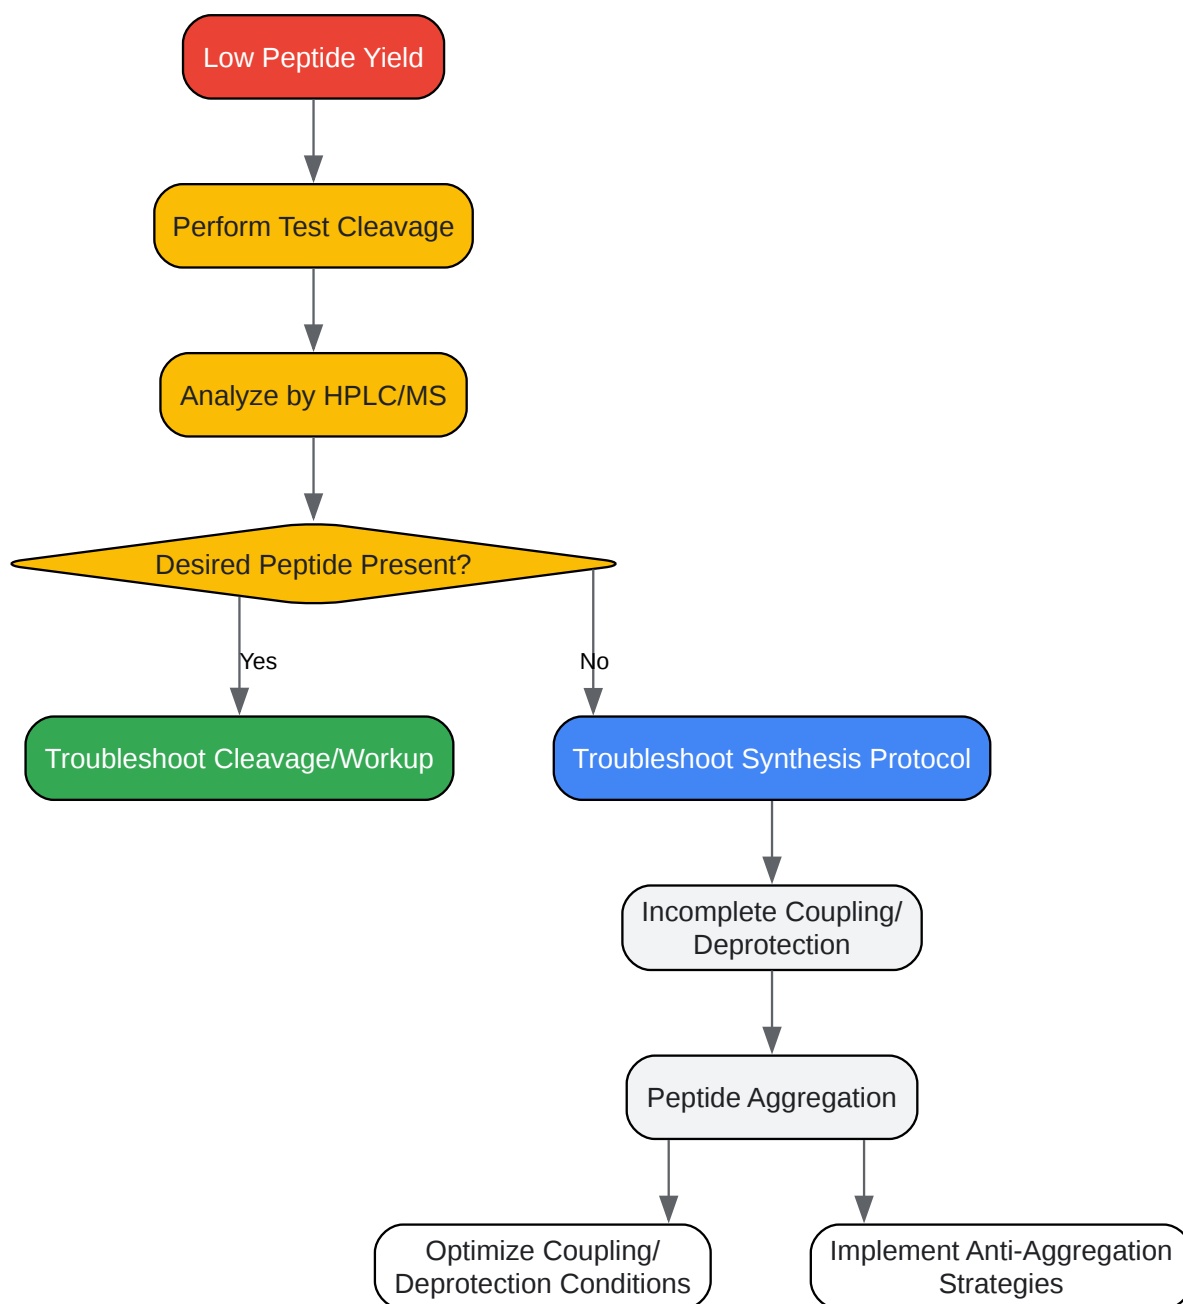 Low Peptide Yield
Perform Test Cleavage
Analyze by HPLC/MS
Desired Peptide Present?
Yes
No
Troubleshoot Cleavage/Workup
Troubleshoot Synthesis Protocol
Incomplete Coupling/
Deprotection
Peptide Aggregation
Optimize Coupling/
Deprotection Conditions
Implement Anti-Aggregation
Strategies